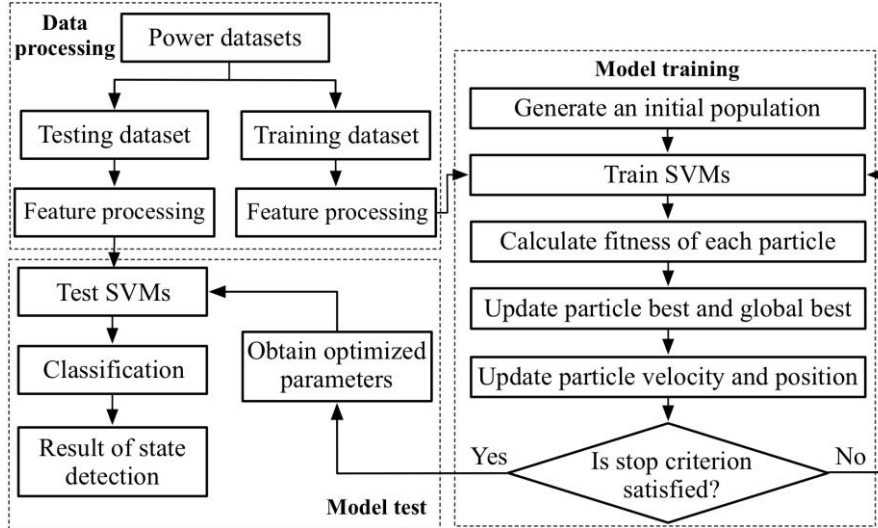 Data
processing
Power datasets
Testing dataset
Training dataset
Feature processing
Feature processing
Model training
Generate an initial population
Train SVMs
Calculate fitness of each particle
Update particle best and global best
Update particle velocity and position
Is stop criterion
satisfied?
Yes
No
Test SVMs
Classification
Result of state
detection
Obtain optimized
parameters
Model test